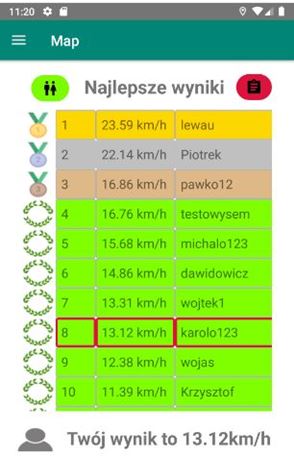 11:20
Map
Najlepsze wyniki
1 23.59 km/h lewau
2 22.14 km/h Piotrek
3 16.86 km/h pawko12
4 16.76 km/h testowysem
5 15.68 km/h michalo123
6 14.86 km/h dawidowicz
7 13.31 km/h wojtek1
8 13.12 km/h karolo123
9 12.38 km/h wojas
10 11.39 km/h Krzysztof
Twój wynik to 13.12km/h